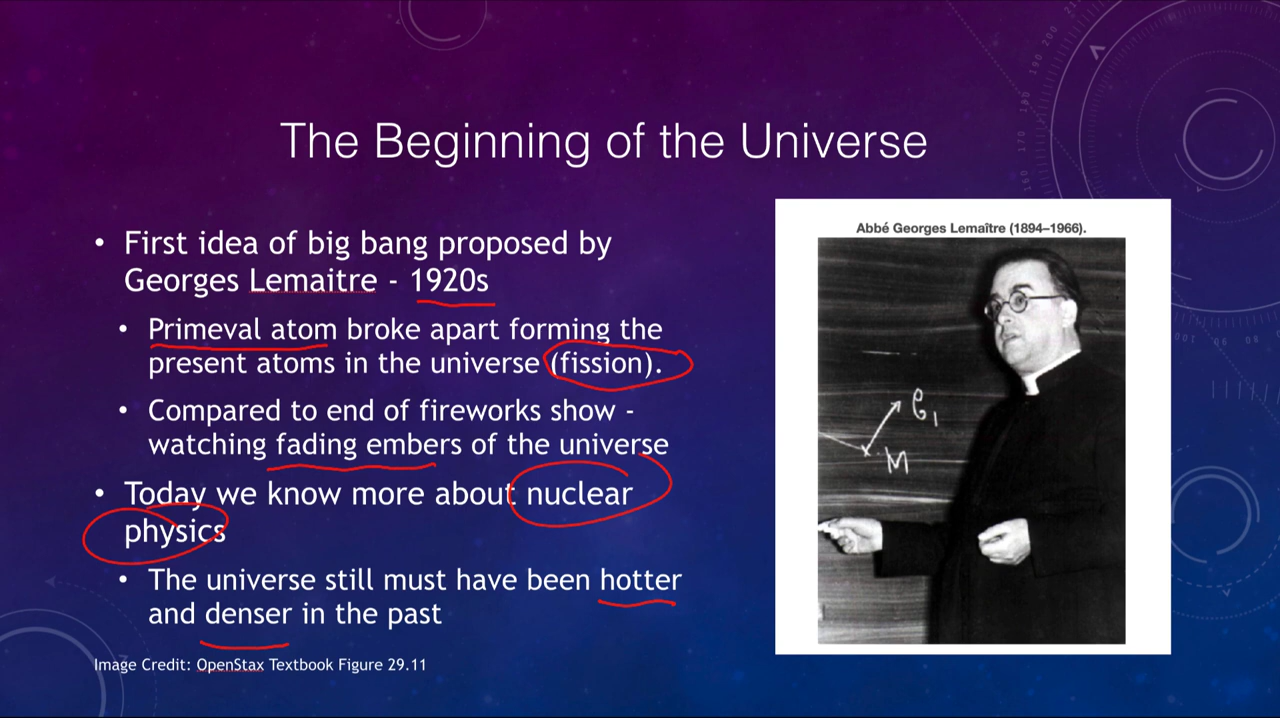 The Beginning of the Universe
• First idea of big bang proposed by
Georges Lemaitre - 1920s
• Primeval atom broke apart forming the
present atoms in the universe (fission).
• Compared to end of fireworks show -
watching fading embers of the universe
• Today we know more about nuclear
physics
• The universe still must have been hotter
and denser in the past
Image Credit: OpenStax Textbook Figure 29.11
Abbé Georges Lemaître (1894–1966).
M